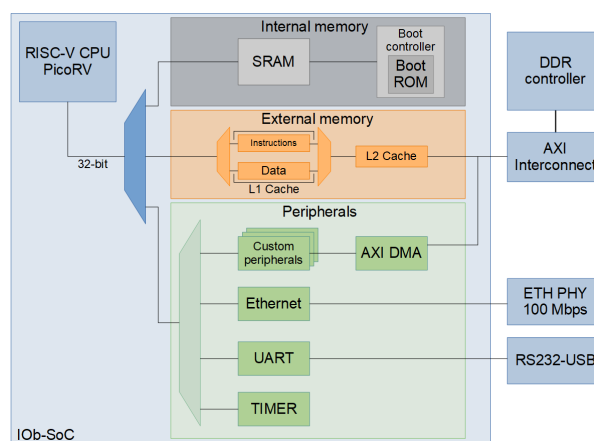 RISC-V CPU
PicoRV
32-bit
Internal memory
SRAM
Boot
controller
Boot
ROM
External memory
Instructions
Data
L1 Cache
L2 Cache
Peripherals
Custom
peripherals
AXI DMA
Ethernet
UART
TIMER
IOb-SoC
DDR
controller
AXI
Interconnect
ETH PHY
100 Mbps
RS232-USB